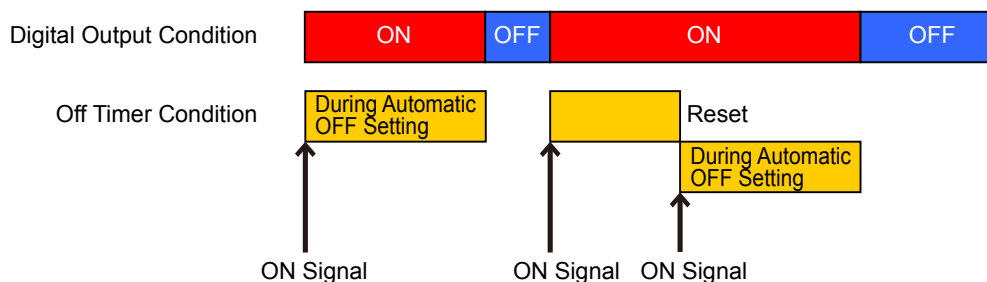 Digital Output Condition
ON
OFF
ON
OFF
Off Timer Condition
During Automatic
OFF Setting
Reset
During Automatic
OFF Setting
ON Signal
ON Signal
ON Signal